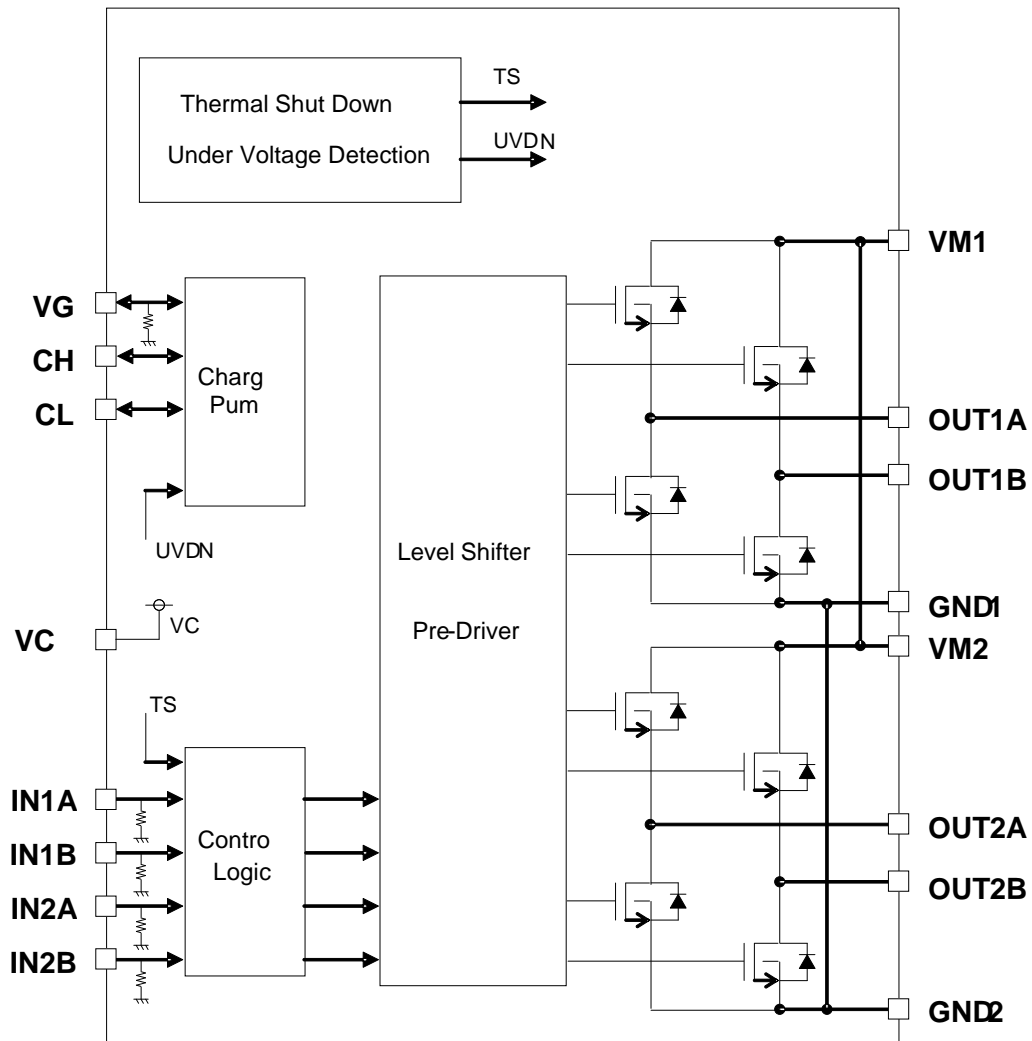 TS
Thermal Shut Down
UVDN
Under Voltage Detection
VM1
VG
CH
Charg
Pum
CL
OUT1A
OUT1B
UVDN
Level Shifter
GND1
VC
VC
Pre-Driver
VM2
TS
IN1A
OUT2A
IN1B
Contro
Logic
OUT2B
IN2A
IN2B
GND2